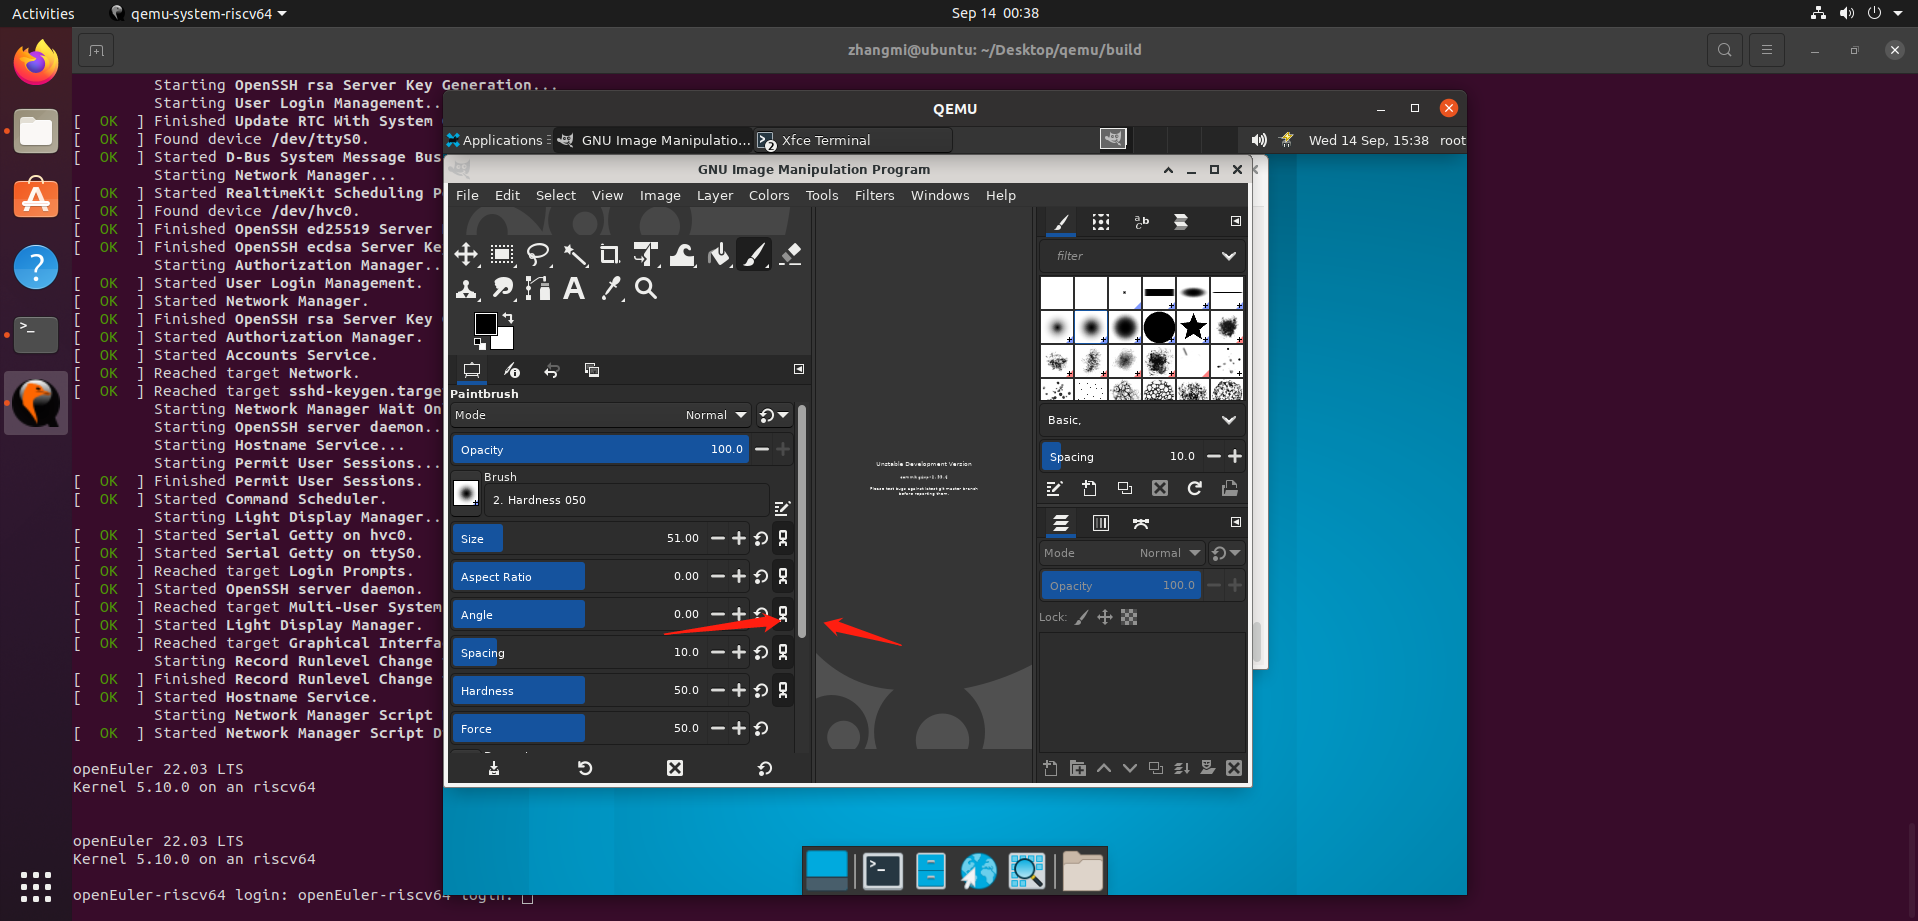 Activities
qemu-system-riscv64
Sep 14 00:38
zhangmi@ubuntu: ~/Desktop/qemu/build
Starting OpenSSH rsa Server Key Generation...
Starting User Login Management..
[ OK ] Finished Update RTC With System
[ OK ] Found device /dev/ttyS0.
[ OK ] Started D-Bus System Message Bus
Starting Network Manager...
[ OK ] Started RealtimeKit Scheduling P
[ OK ] Found device /dev/hvc0.
[ OK ] Finished OpenSSH ed25519 Server
[ OK ] Finished OpenSSH ecdsa Server Ke
Starting Authorization Manager..
[ OK ] Started User Login Management.
[ OK ] Started Network Manager.
[ OK ] Finished OpenSSH rsa Server Key
[ OK ] Started Authorization Manager.
[ OK ] Started Accounts Service.
[ OK ] Reached target Network.
[ OK ] Reached target sshd-keygen.targe
Starting Network Manager Wait On
Starting OpenSSH server daemon..
Starting Hostname Service...
Starting Permit User Sessions...
[ OK ] Finished Permit User Sessions.
[ OK ] Started Command Scheduler.
Starting Light Display Manager..
[ OK ] Started Serial Getty on hvc0.
[ OK ] Started Serial Getty on ttyS0.
[ OK ] Reached target Login Prompts.
[ OK ] Started OpenSSH server daemon.
[ OK ] Reached target Multi-User System
[ OK ] Started Light Display Manager.
[ OK ] Reached target Graphical Interfa
Starting Record Runlevel Change
[ OK ] Finished Record Runlevel Change
[ OK ] Started Hostname Service.
Starting Network Manager Script
[ OK ] Started Network Manager Script D
openEuler 22.03 LTS
Kernel 5.10.0 on an riscv64
openEuler 22.03 LTS
Kernel 5.10.0 on an riscv64
openEuler-riscv64 login: openEuler-riscv64 login:
QEMU
Applications
GNU Image Manipulatio...
2
Xfce Terminal
Wed 14 Sep, 15:38
root
GNU Image Manipulation Program
File Edit Select View Image Layer Colors Tools Filters Windows Help
Paintbrush
Mode Normal
Opacity 100.0
Brush
2. Hardness 050
Size 51.00
Aspect Ratio 0.00
Angle 0.00
Spacing 10.0
Hardness 50.0
Force 50.0
Unstable Development Version
Please test bugs against latest git master branch
before reporting them.
filter
Basic,
Spacing 10.0
Mode Normal
Opacity 100.0
Lock: